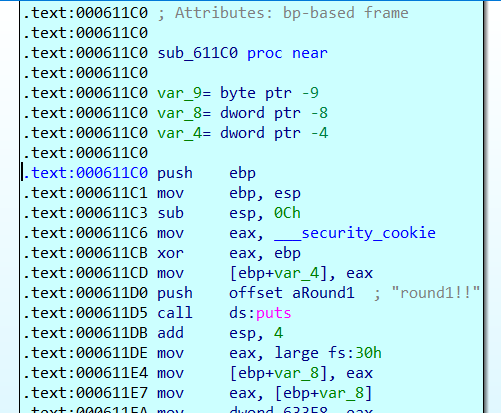 .text:000611C0 ; Attributes: bp-based frame
.text:000611C0
.text:000611C0 sub_611C0 proc near
.text:000611C0
.text:000611C0 var_9= byte ptr -9
.text:000611C0 var_8= dword ptr -8
.text:000611C0 var_4= dword ptr -4
.text:000611C0
.text:000611C0 push ebp
.text:000611C1 mov ebp, esp
.text:000611C3 sub esp, 0Ch
.text:000611C6 mov eax, ___security_cookie
.text:000611CB xor eax, ebp
.text:000611CD mov [ebp+var_4], eax
.text:000611D0 push offset aRound1 ; "round1!!"
.text:000611D5 call ds:puts
.text:000611DB add esp, 4
.text:000611DE mov eax, large fs:30h
.text:000611E4 mov [ebp+var_8], eax
.text:000611E7 mov eax, [ebp+var_8]
.text:000611EA mov dword_633F8, eax